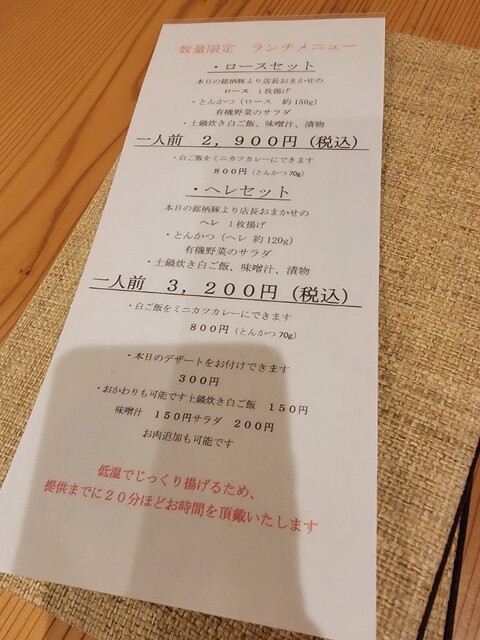 数量限定　ランチメニュー
・ロースセット
本日の銘柄豚より店長おまかせの
ロース　1枚揚げ
・とんかつ（ロース　約150g）
有機野菜のサラダ
・土鍋炊き白ご飯、味噌汁、漬物
一人前　２，９００円（税込）
・白ご飯をミニカツカレーにできます
８００円（とんかつ70g）
・ヘレセット
本日の銘柄豚より店長おまかせの
ヘレ　1枚揚げ
・とんかつ（ヘレ 約120g）
有機野菜のサラダ
・土鍋炊き白ご飯、味噌汁、漬物
一人前　３，２００円（税込）
・白ご飯をミニカツカレーにできます
８００円（とんかつ70g）
・本日のデザートをお付けできます
３００円
・おかわりも可能です土鍋炊き白ご飯　１５０円
味噌汁　１５０円サラダ　２００円
お肉追加も可能です
低温でじっくり揚げるため、
提供までに２０分ほどお時間を頂戴いたします